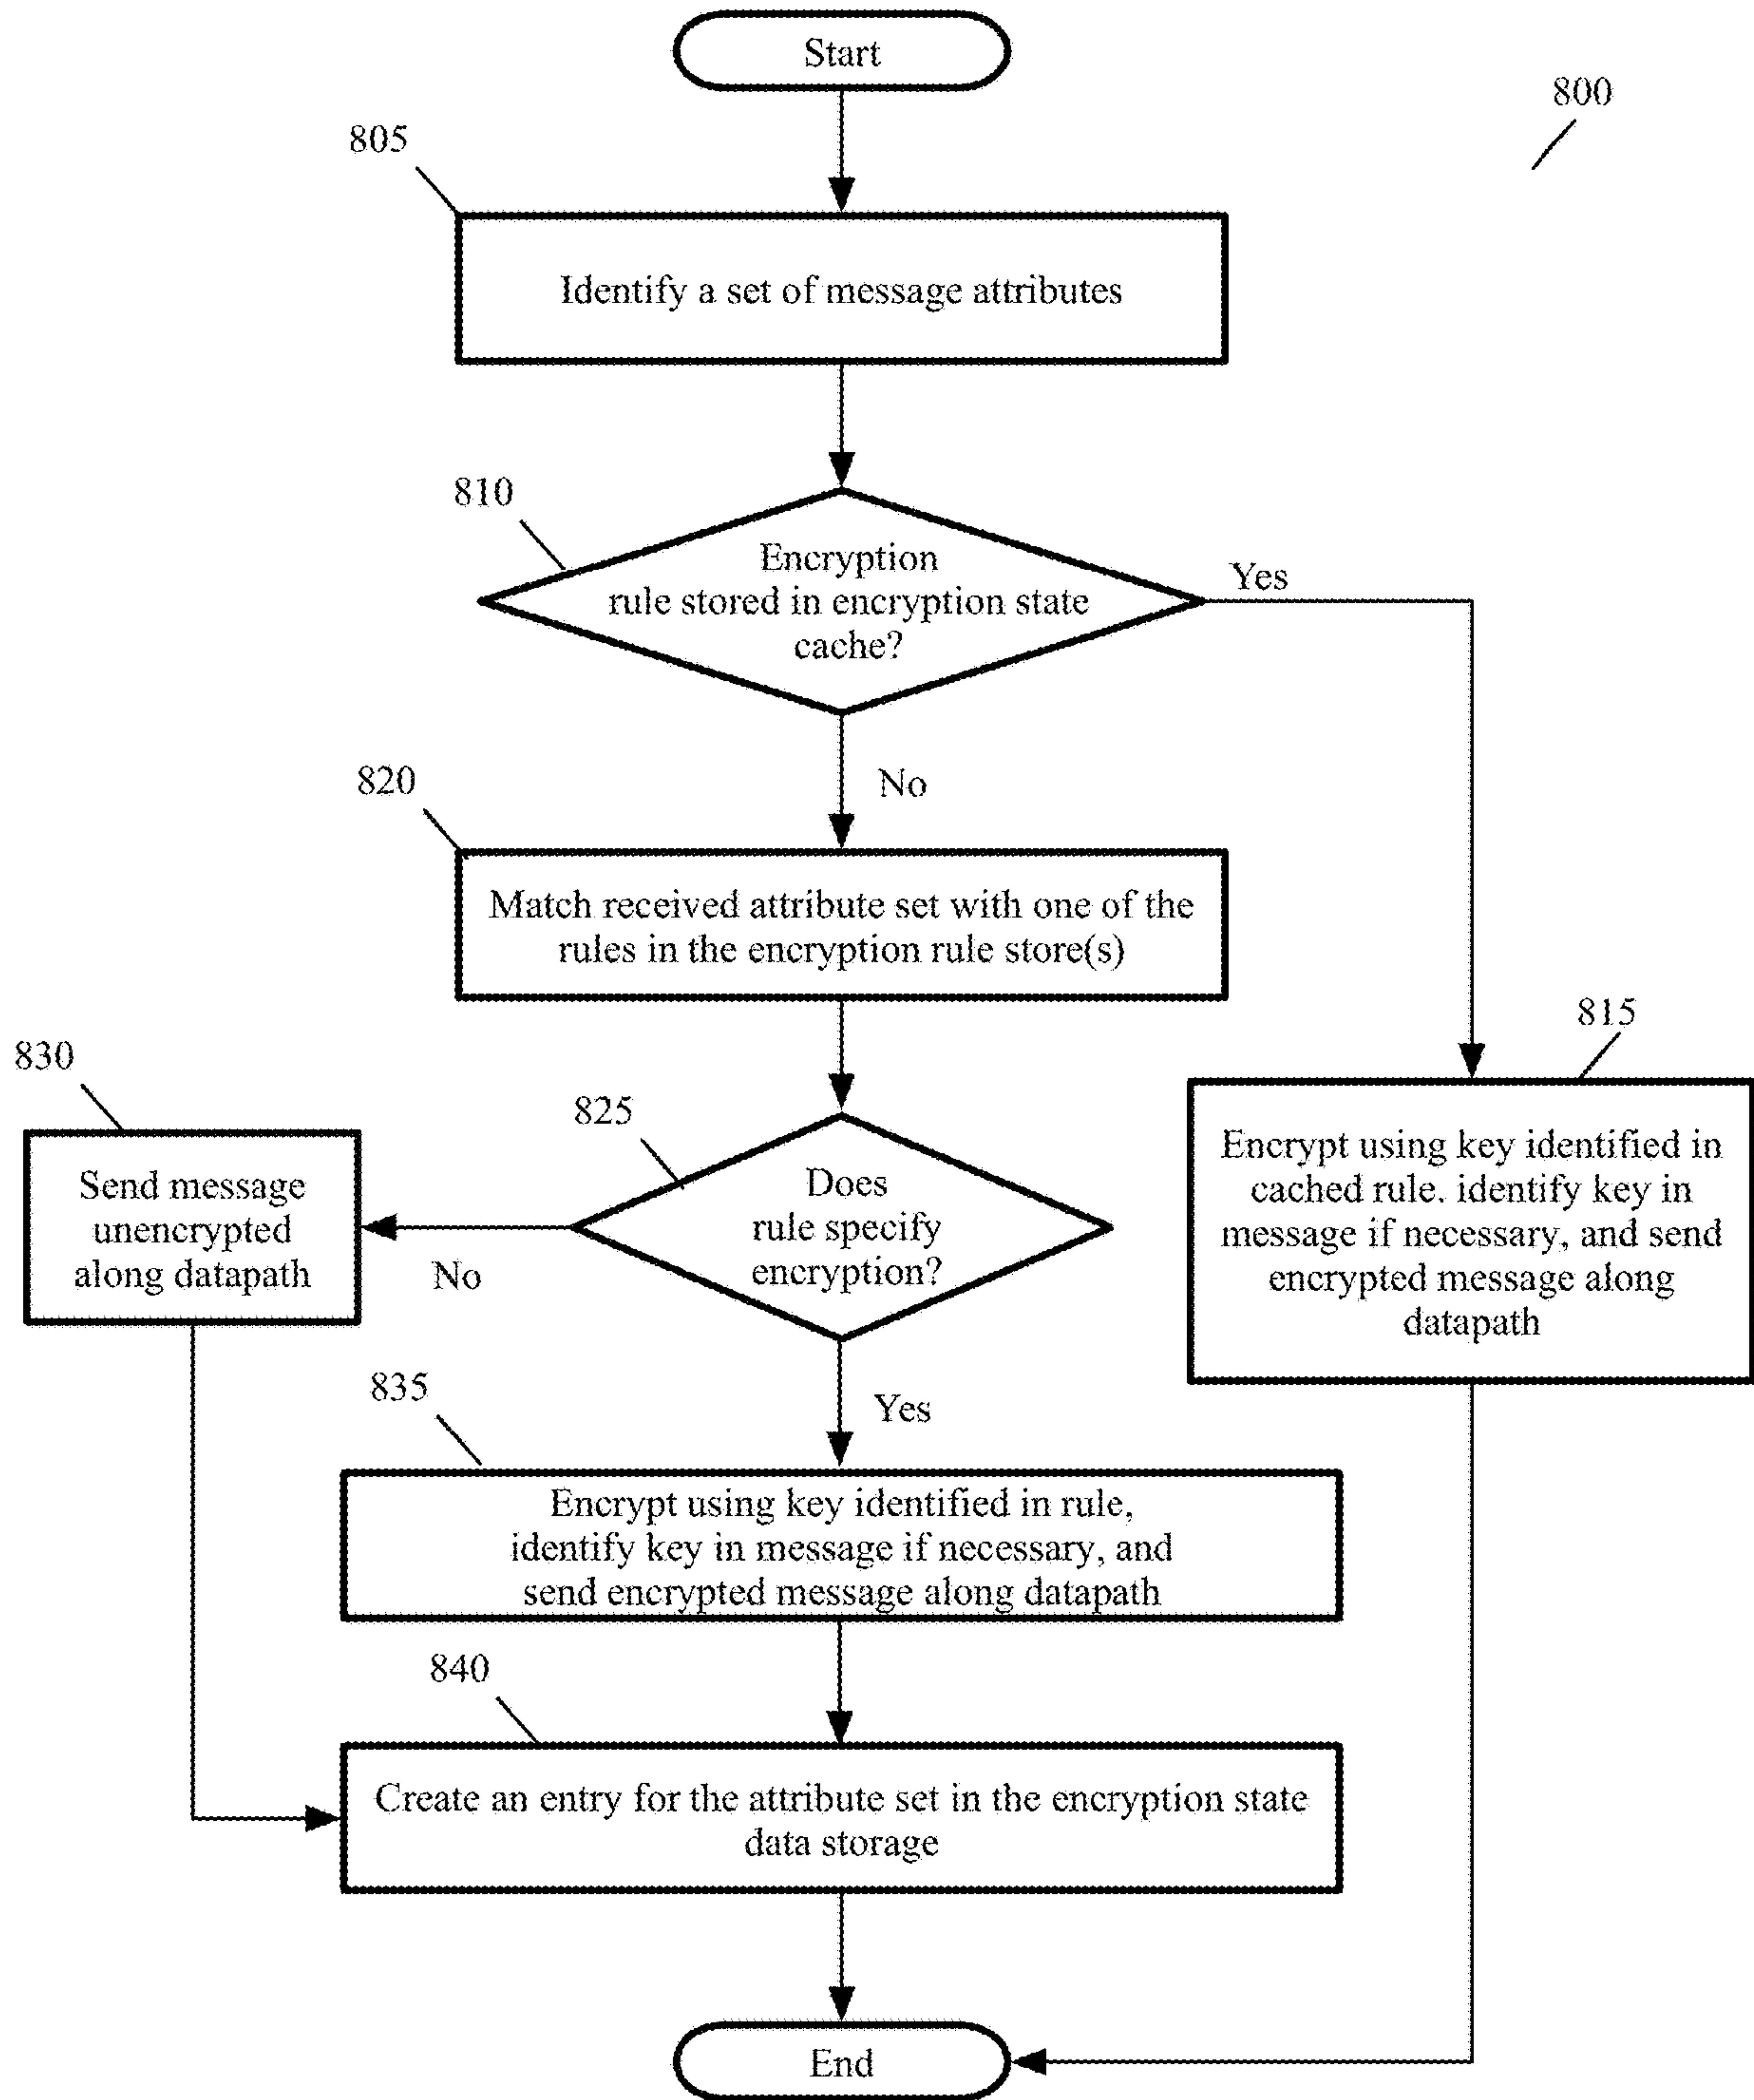 Start
800
805
Identify a set of message attributes
810
Encryption
rule stored in encryption state
cache?
Yes
No
820
Match received attribute set with one of the
rules in the encryption rule store(s)
815
Encrypt using key identified in
cached rule. identify key in
message if necessary, and send
encrypted message along
datapath
830
Send message
unencrypted
along datapath
825
Does
rule specify
encryption?
No
Yes
835
Encrypt using key identified in rule,
identify key in message if necessary, and
send encrypted message along datapath
840
Create an entry for the attribute set in the encryption state
data storage
End